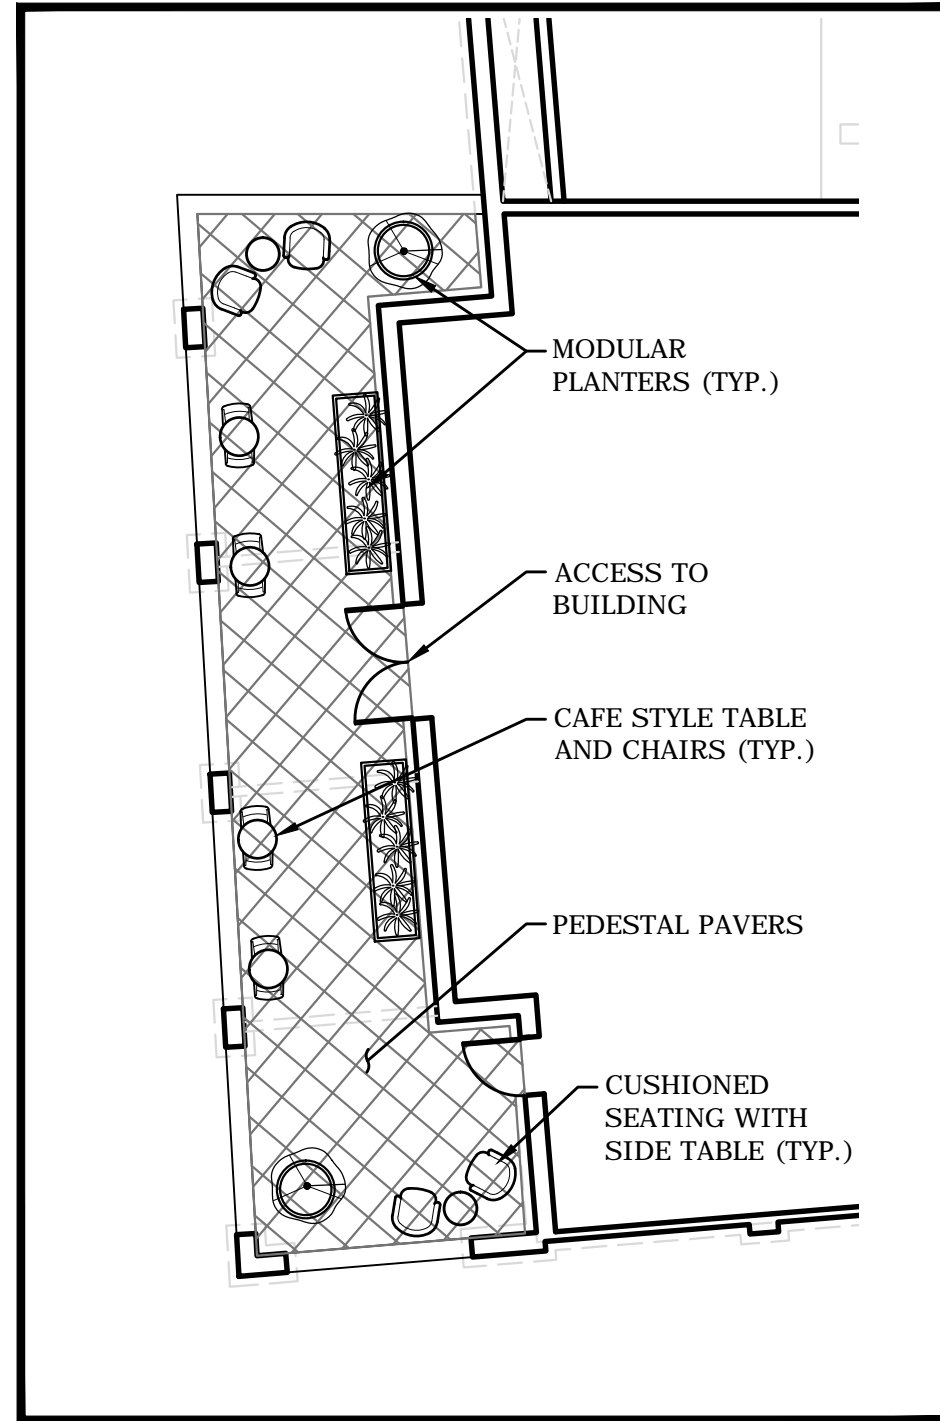 MODULAR
PLANTERS (TYP.)
ACCESS TO
BUILDING
CAFE STYLE TABLE
AND CHAIRS (TYP.)
PEDESTAL PAVERS
CUSHIONED
SEATING WITH
SIDE TABLE (TYP.)